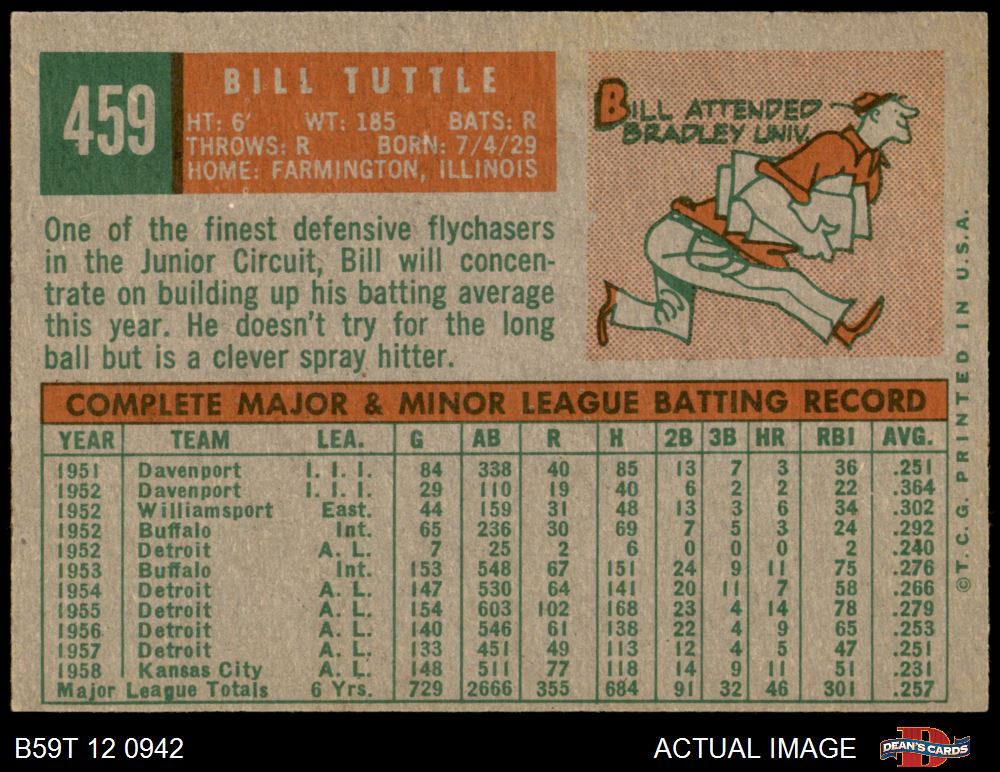 459
BILL TUTTLE
HT: 6' WT: 185 BATS: R
THROWS: R BORN: 7/4/29
HOME: FARMINGTON, ILLINOIS
BILL ATTENDED
BRADLEY UNIV.
One of the finest defensive flychasers
in the Junior Circuit, Bill will concen-
trate on building up his batting average
this year. He doesn't try for the long
ball but is a clever spray hitter.
COMPLETE MAJOR & MINOR LEAGUE BATTING RECORD
YEAR TEAM LEA. G AB R H 2B 3B HR RBI AVG.
1951 Davenport I. I. I. 84 338 40 85 13 7 3 36 .251
1952 Davenport I. I. I. 29 110 19 40 6 2 2 22 .364
1952 Williamsport East. 44 159 31 48 13 3 6 34 .302
1952 Buffalo Int. 65 236 30 69 7 5 3 24 .292
1952 Detroit A. L. 7 25 2 6 0 0 0 2 .240
1953 Buffalo Int. 153 548 67 151 24 9 11 75 .276
1954 Detroit A. L. 147 530 64 141 20 11 7 58 .266
1955 Detroit A. L. 154 603 102 168 23 4 14 78 .279
1956 Detroit A. L. 140 546 61 138 22 4 9 65 .253
1957 Detroit A. L. 133 451 49 113 12 4 5 47 .251
1958 Kansas City A. L. 148 511 77 118 14 9 11 51 .231
Major League Totals 6 Yrs. 729 2666 355 684 91 32 46 301 .257
©T.C.G. PRINTED IN U.S.A.
B59T 12 0942
ACTUAL IMAGE
DEAN'S CARDS